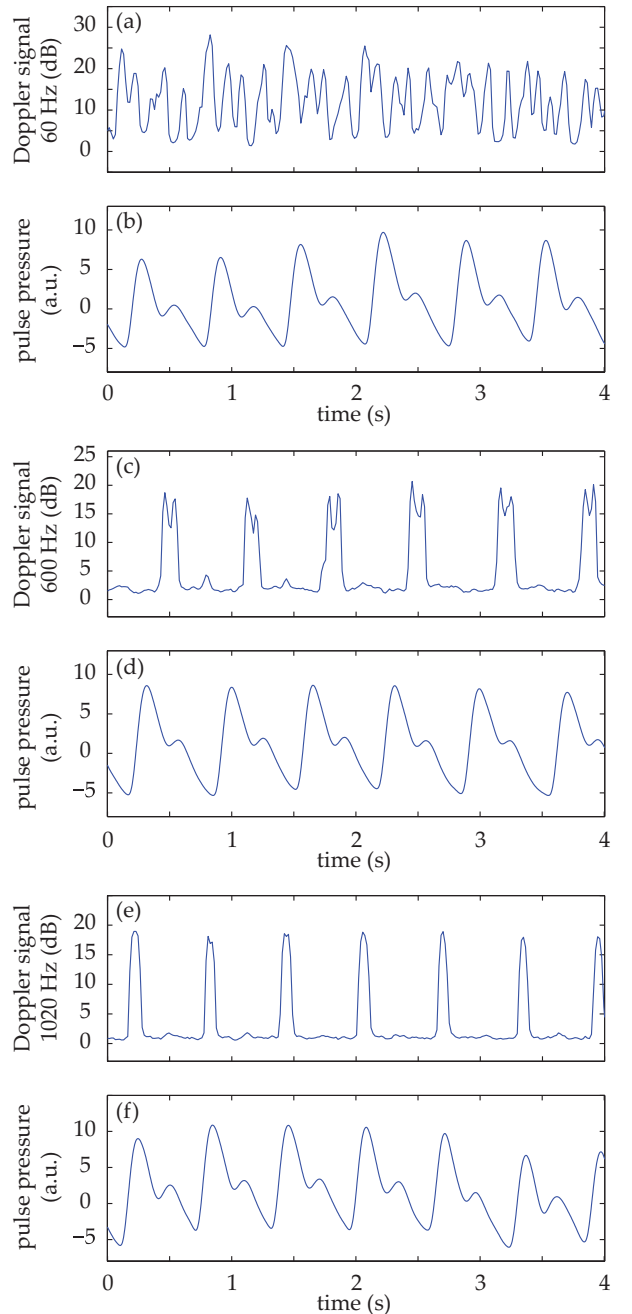 (a)
Doppler signal
60 Hz (dB)
30
20
10
0
(b)
pulse pressure
(a.u.)
10
5
0
−5
0 1 2 3 4
time (s)
(c)
Doppler signal
600 Hz (dB)
25
20
15
10
5
0
(d)
pulse pressure
(a.u.)
10
5
0
−5
0 1 2 3 4
time (s)
(e)
Doppler signal
1020 Hz (dB)
20
15
10
5
0
(f)
pulse pressure
(a.u.)
10
5
0
−5
0 1 2 3 4
time (s)